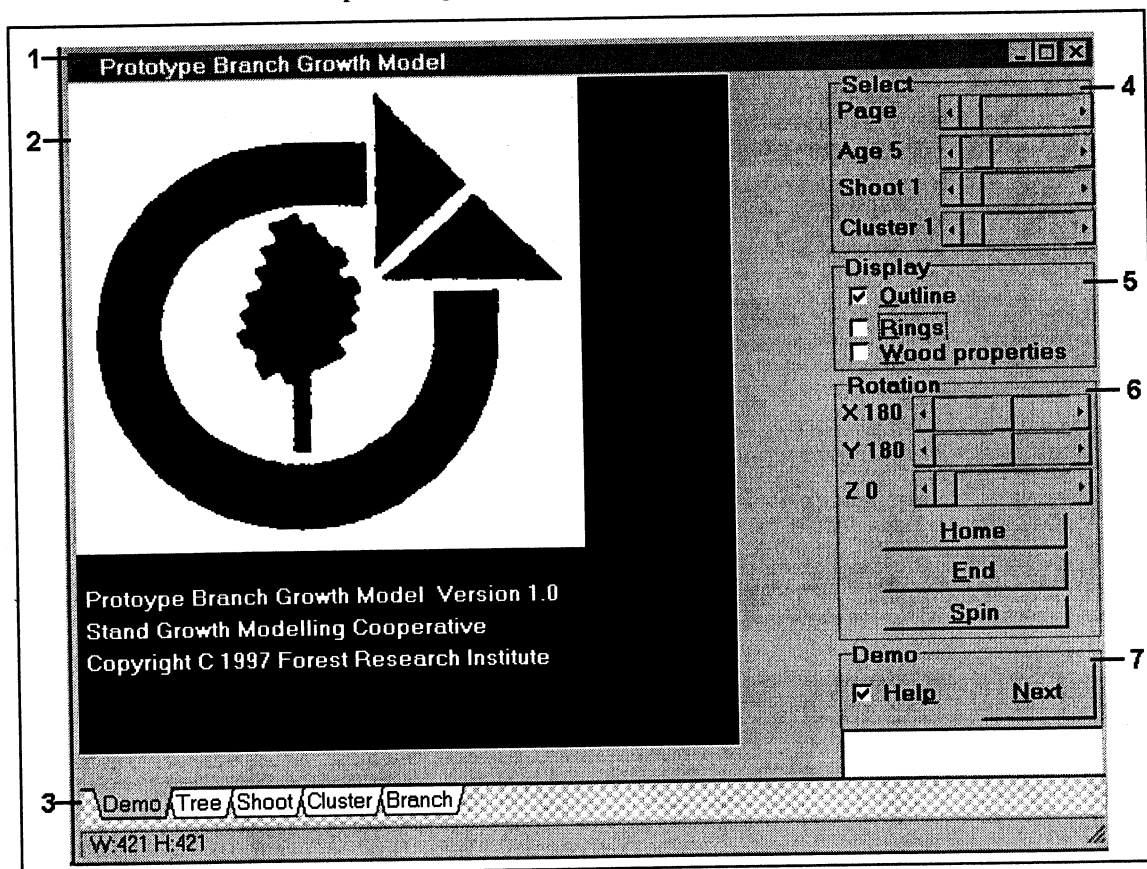 1
Prototype Branch Growth Model
2
Select
4
Page
Age 5
Shoot 1
Cluster 1
Display
5
Outline
Rings
Wood properties
Rotation
6
X 180
Y 180
Z 0
Home
End
Spin
Protoype Branch Growth Model Version 1.0
Stand Growth Modelling Cooperative
Copyright C 1997 Forest Research Institute
Demo
7
Help
Next
3
Demo Tree Shoot Cluster Branch
W:421 H:421